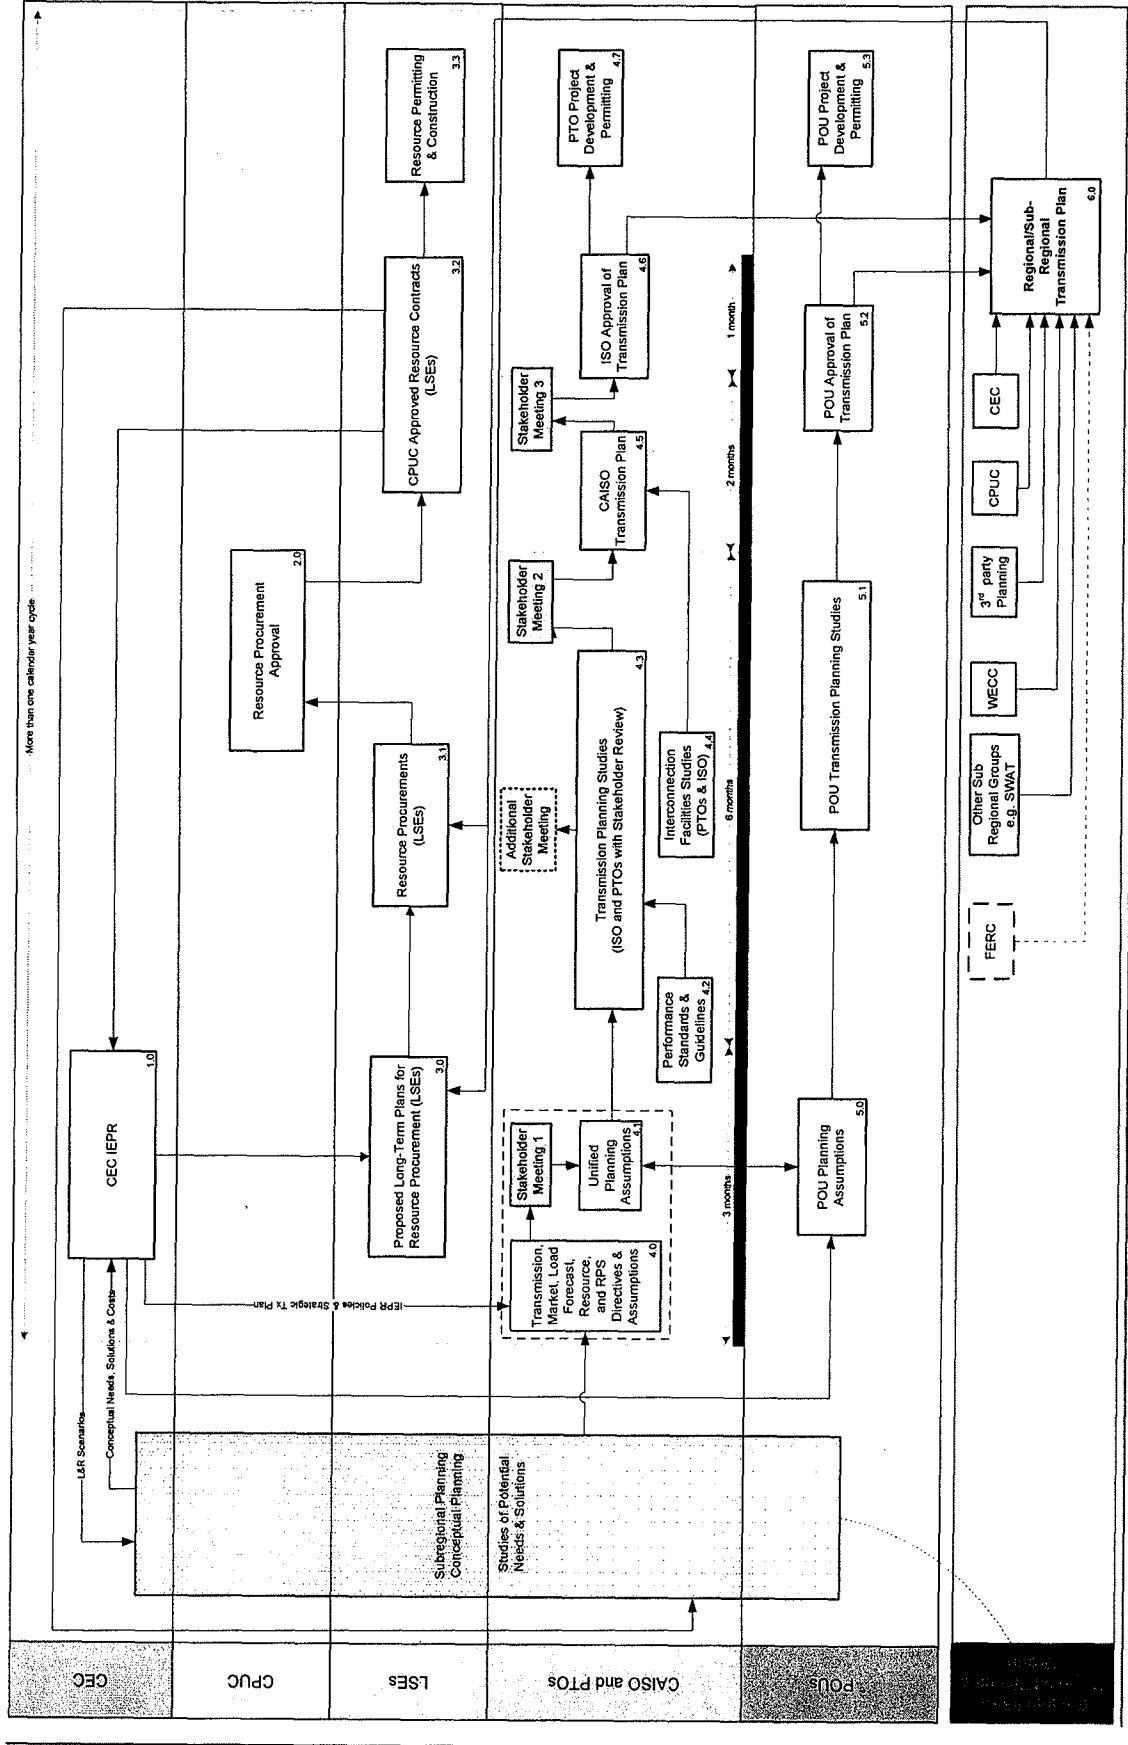 More than one calendar year cycle
CEC
CPUC
LSEs
CAISO and PTOs
POUs
L&R Scenarios
Conceptual Needs, Solutions & Costs
Subregional Planning
Conceptual Planning
Studies of Potential
Needs & Solutions
CEC IEPR
1.0
IEPR Policies & Strategic Tx Plan
Resource Procurement
Approval
2.0
Proposed Long-Term Plans for
Resource Procurement (LSEs)
3.0
Resource Procurements
(LSEs)
3.1
CPUC Approved Resource Contracts
(LSEs)
3.2
Resource Permitting
& Construction
3.3
Transmission,
Market, Load
Forecast,
Resource,
and RPS
Directives &
Assumptions
4.0
Stakeholder
Meeting 1
Unified
Planning
Assumptions
4.1
Performance
Standards &
Guidelines
4.2
Additional
Stakeholder
Meeting
Transmission Planning Studies
(ISO and PTOs with Stakeholder Review)
4.3
Interconnection
Facilities Studies
(PTOs & ISO)
4.4
Stakeholder
Meeting 2
CAISO
Transmission Plan
4.5
Stakeholder
Meeting 3
ISO Approval of
Transmission Plan
4.6
PTO Project
Development &
Permitting
4.7
3 months
6 months
2 months
1 month
POU Planning
Assumptions
5.0
POU Transmission Planning Studies
5.1
POU Approval of
Transmission Plan
5.2
POU Project
Development &
Permitting
5.3
FERC
Other Sub
Regional Groups
e.g. SWAT
WECC
3rd party
Planning
CPUC
CEC
Regional/Sub-
Regional
Transmission Plan
6.0